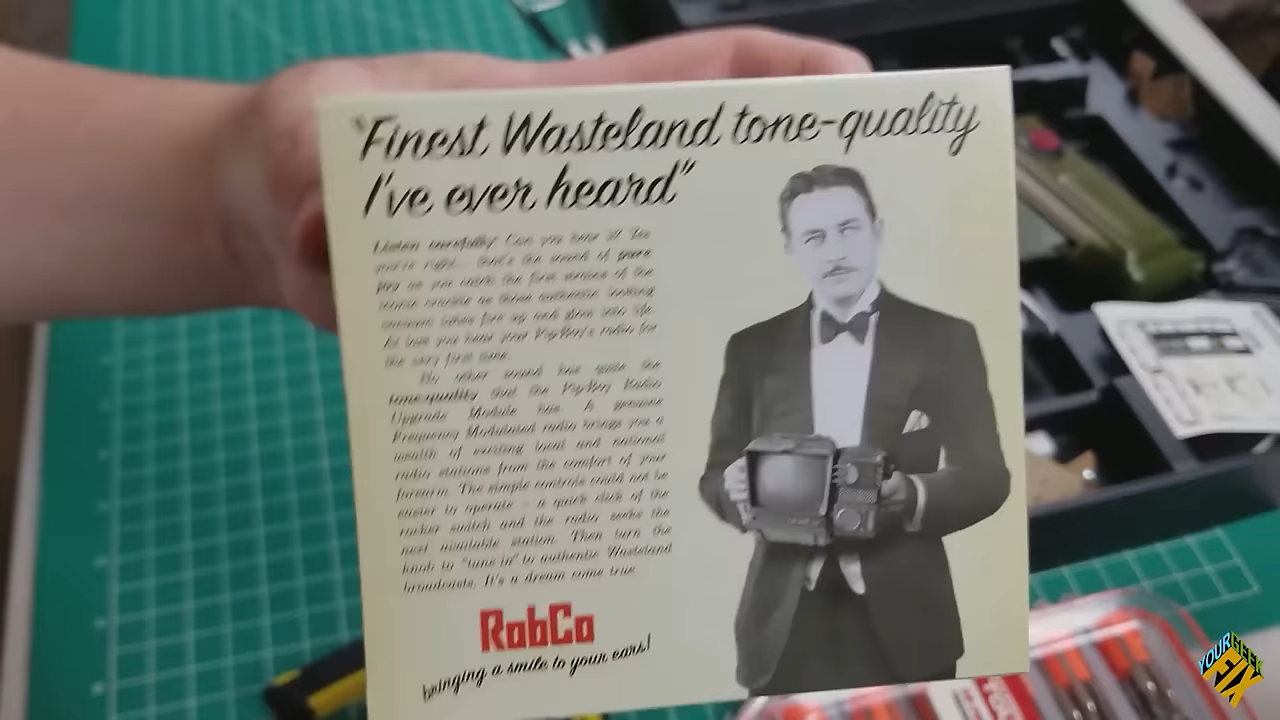 "Finest Wasteland tone-quality
I've ever heard"
Listen carefully! Can you hear it? Yes
you're right... that's the sound of pure
joy as you catch the first strains of the
static crackle as those authentic looking
vacuum tubes fire up and glow into life.
At last you hear your Pip-Boy's radio for
the very first time.
No other sound has quite the
tone-quality that the Pip-Boy Radio
Upgrade Module has. A genuine
Frequency Modulated radio brings you a
wealth of existing local and national
radio stations from the comfort of your
forearm. The simple controls could not be
easier to operate - a quick click of the
rocker switch and the radio seeks the
next available station. Then turn the
knob to "tune in" to authentic Wasteland
broadcasts. It's a dream come true
RobCo
bringing a smile to your ears!
YOUR GEEK
FIX